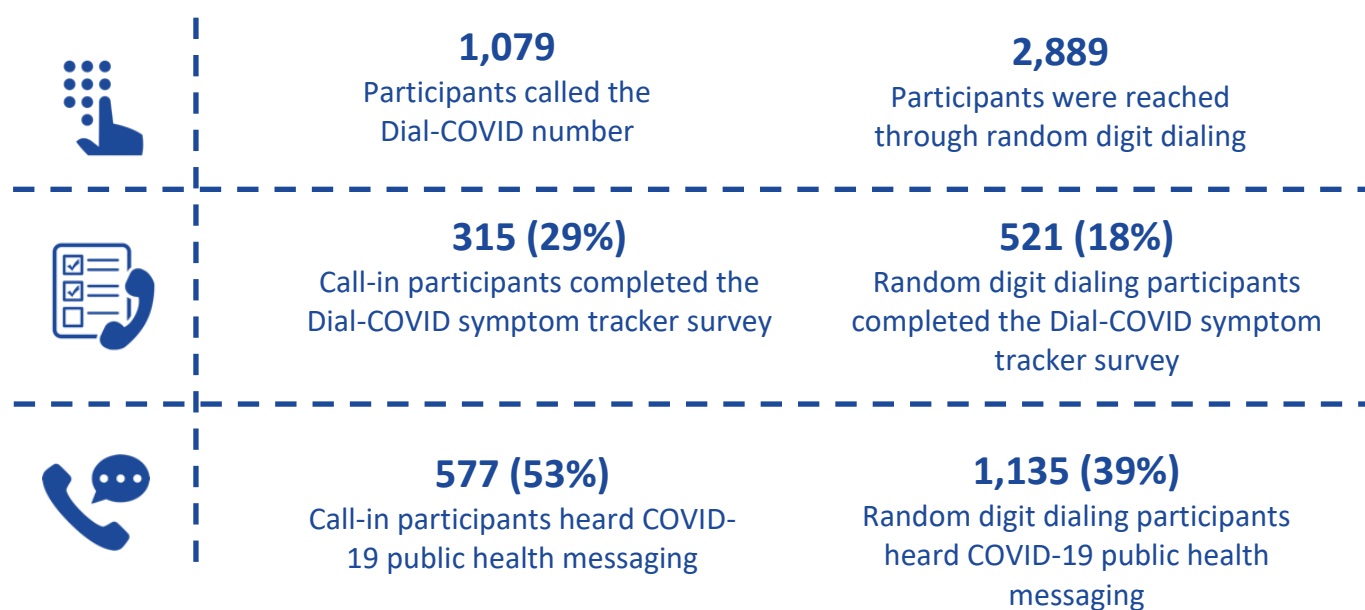 1,079
Participants called the
Dial-COVID number
2,889
Participants were reached
through random digit dialing
315 (29%)
Call-in participants completed the
Dial-COVID symptom tracker survey
521 (18%)
Random digit dialing participants
completed the Dial-COVID symptom
tracker survey
577 (53%)
Call-in participants heard COVID-
19 public health messaging
1,135 (39%)
Random digit dialing participants
heard COVID-19 public health
messaging